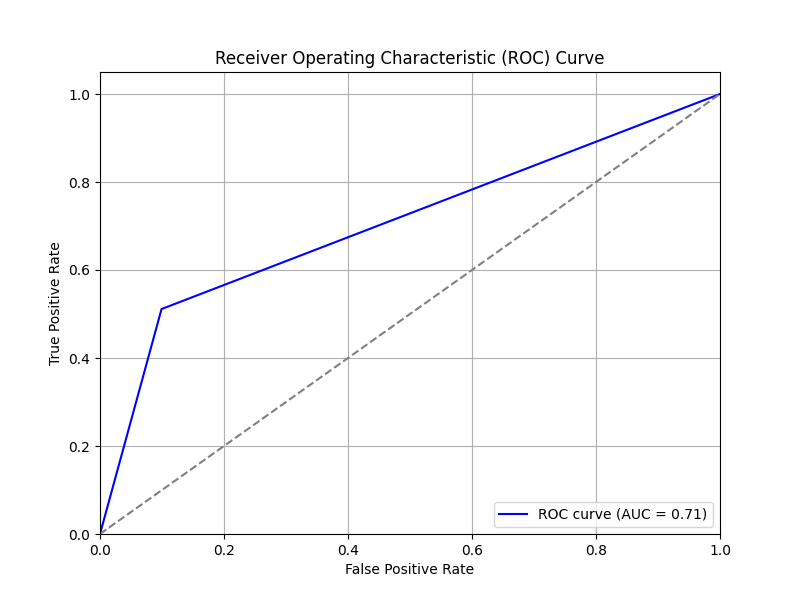 Receiver Operating Characteristic (ROC) Curve
1.0
0.8
0.6
0.4
0.2
0.0
True Positive Rate
ROC curve (AUC = 0.71)
0.0 0.2 0.4 0.6 0.8 1.0
False Positive Rate